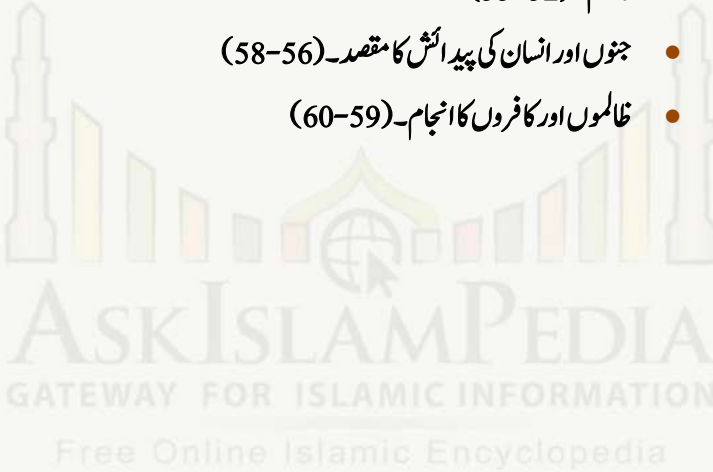 جنوں اور انسان کی پیدائش کا مقصد۔(56-58)
ظالموں اور کافروں کا انجام۔(59-60)
ASKISLAMPEDIA
GATEWAY FOR ISLAMIC INFORMATION
Free Online Islamic Encyclopedia